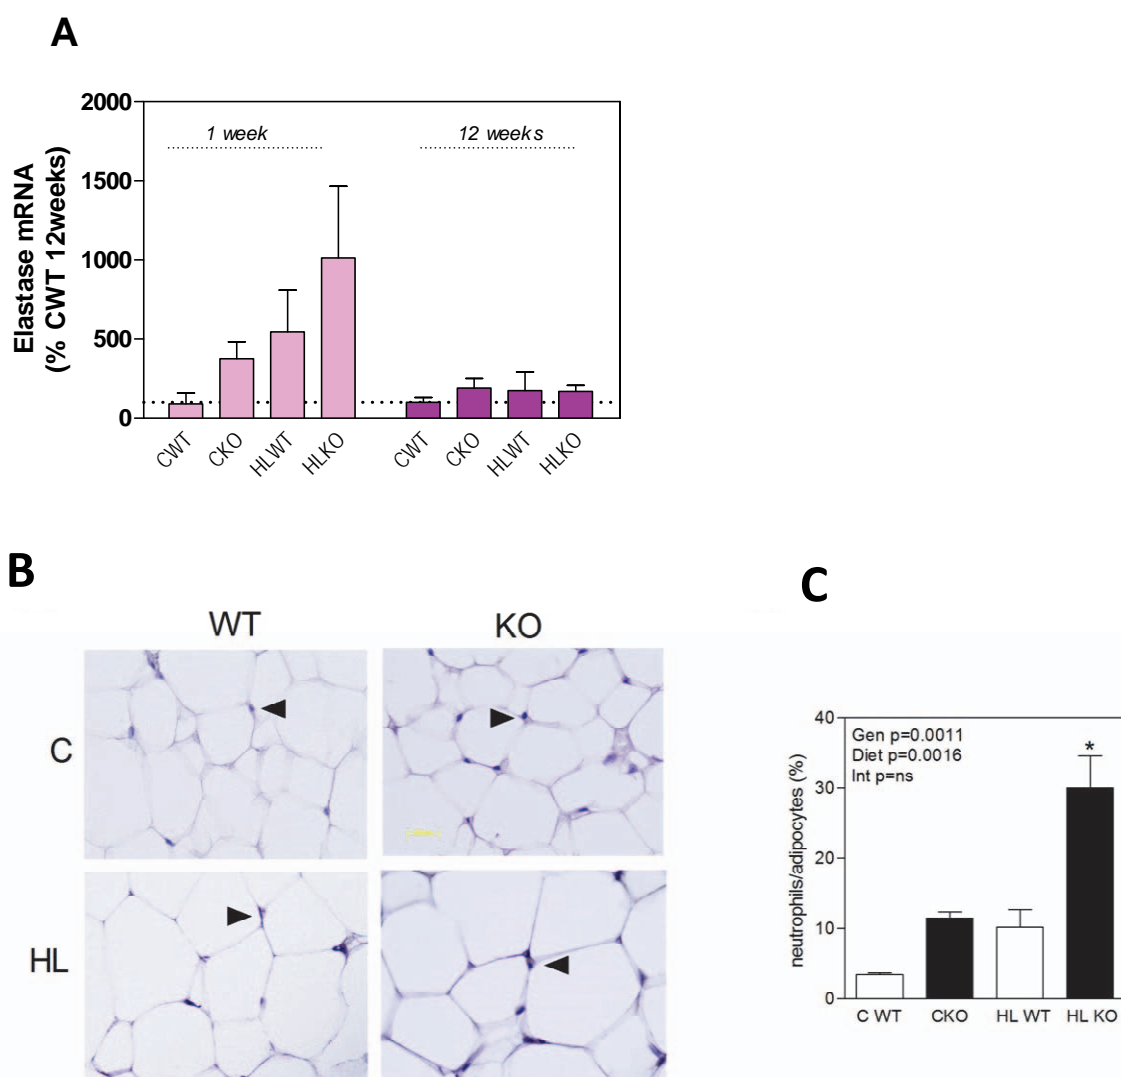 A
2000
1 week
12 weeks
1500
1000
500
0
Elastase mRNA
(% CWT 12weeks)
CWT
CKO
HLWT
HLKO
CWT
CKO
HLWT
HLKO
B
WT
KO
C
HL
C
40
Gen p=0.0011
Diet p=0.0016
Int p=ns
*
30
20
10
0
neutrophils/adipocytes (%)
C WT
CKO
HL WT
HL KO